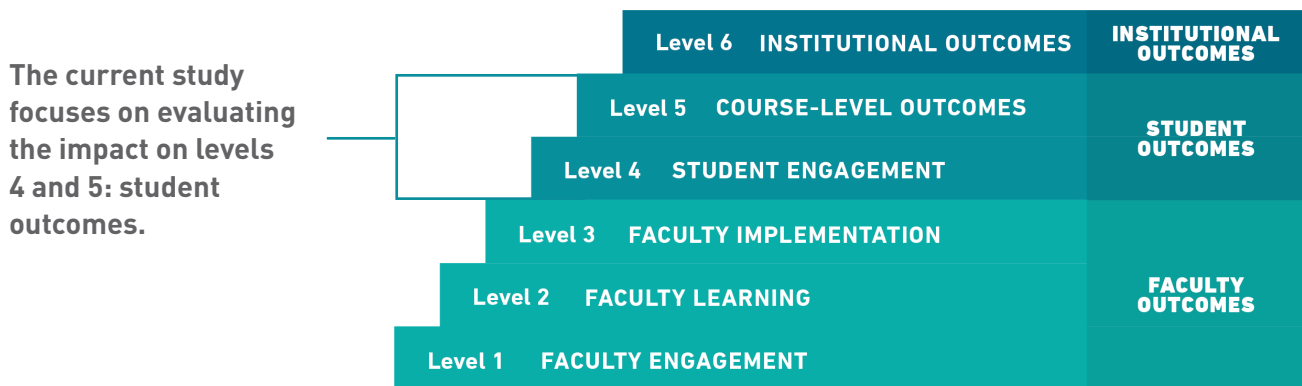 The current study
focuses on evaluating
the impact on levels
4 and 5: student
outcomes.
Level 6 INSTITUTIONAL OUTCOMES
INSTITUTIONAL
OUTCOMES
Level 5 COURSE-LEVEL OUTCOMES
Level 4 STUDENT ENGAGEMENT
STUDENT
OUTCOMES
Level 3 FACULTY IMPLEMENTATION
Level 2 FACULTY LEARNING
Level 1 FACULTY ENGAGEMENT
FACULTY
OUTCOMES